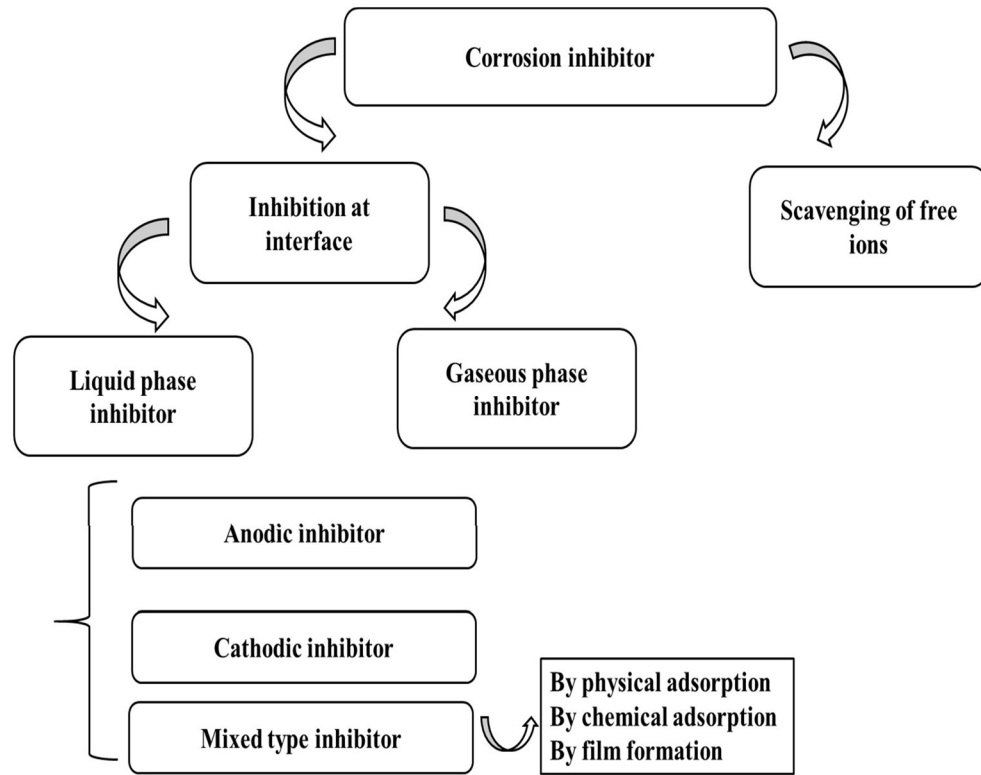 Corrosion inhibitor
Inhibition at
interface
Scavenging of free
ions
Liquid phase
inhibitor
Gaseous phase
inhibitor
Anodic inhibitor
Cathodic inhibitor
Mixed type inhibitor
By physical adsorption
By chemical adsorption
By film formation